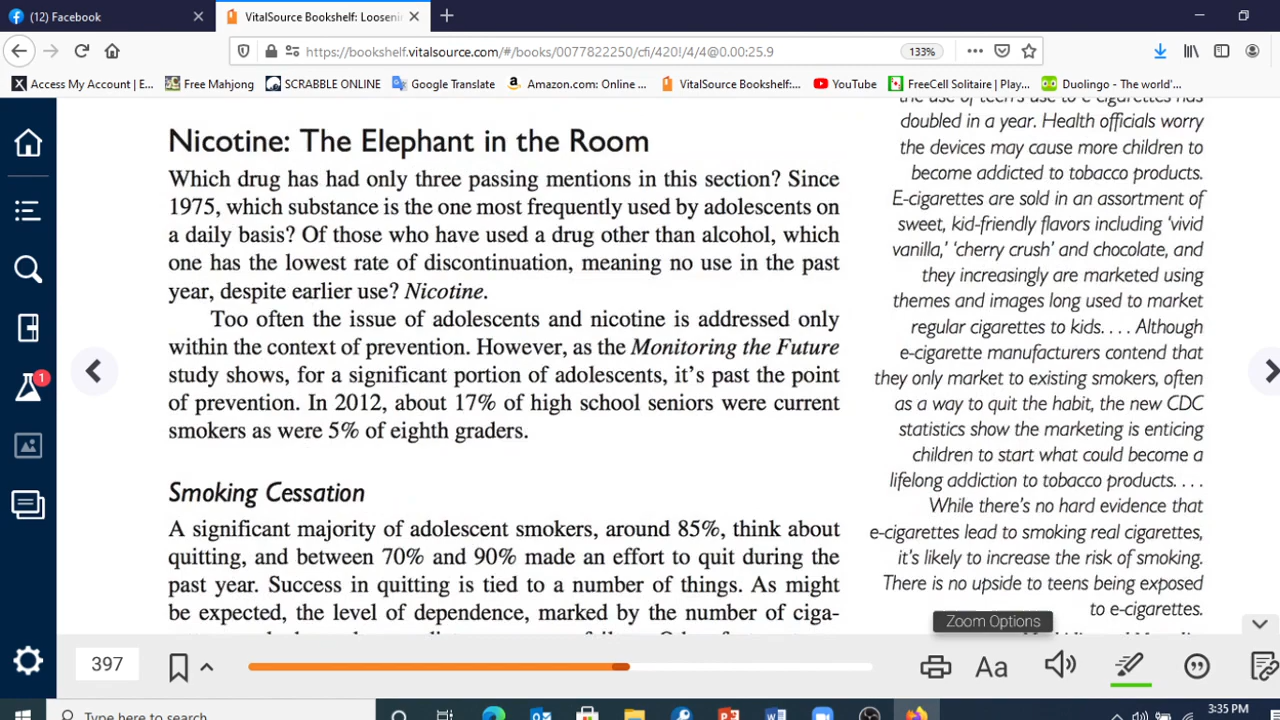 (12) Facebook
VitalSource Bookshelf: Loosenin
https://bookshelf.vitalsource.com/#/books/0077822250/cfi/420!/4/4@0.00:25.9
133%
Access My Account | E...
Free Mahjong
SCRABBLE ONLINE
Google Translate
Amazon.com: Online ...
VitalSource Bookshelf:...
YouTube
FreeCell Solitaire | Play...
Duolingo - The world'...
Nicotine: The Elephant in the Room
Which drug has had only three passing mentions in this section? Since
1975, which substance is the one most frequently used by adolescents on
a daily basis? Of those who have used a drug other than alcohol, which
one has the lowest rate of discontinuation, meaning no use in the past
year, despite earlier use? Nicotine.
Too often the issue of adolescents and nicotine is addressed only
within the context of prevention. However, as the Monitoring the Future
study shows, for a significant portion of adolescents, it's past the point
of prevention. In 2012, about 17% of high school seniors were current
smokers as were 5% of eighth graders.
Smoking Cessation
A significant majority of adolescent smokers, around 85%, think about
quitting, and between 70% and 90% made an effort to quit during the
past year. Success in quitting is tied to a number of things. As might
be expected, the level of dependence, marked by the number of ciga-
the use of teen's use to e-cigarettes has
doubled in a year. Health officials worry
the devices may cause more children to
become addicted to tobacco products.
E-cigarettes are sold in an assortment of
sweet, kid-friendly flavors including 'vivid
vanilla,' 'cherry crush' and chocolate, and
they increasingly are marketed using
themes and images long used to market
regular cigarettes to kids. . . . Although
e-cigarette manufacturers contend that
they only market to existing smokers, often
as a way to quit the habit, the new CDC
statistics show the marketing is enticing
children to start what could become a
lifelong addiction to tobacco products. . . .
While there's no hard evidence that
e-cigarettes lead to smoking real cigarettes,
it's likely to increase the risk of smoking.
There is no upside to teens being exposed
to e-cigarettes.
Zoom Options
1
397
Aa
Type here to search
3:35 PM